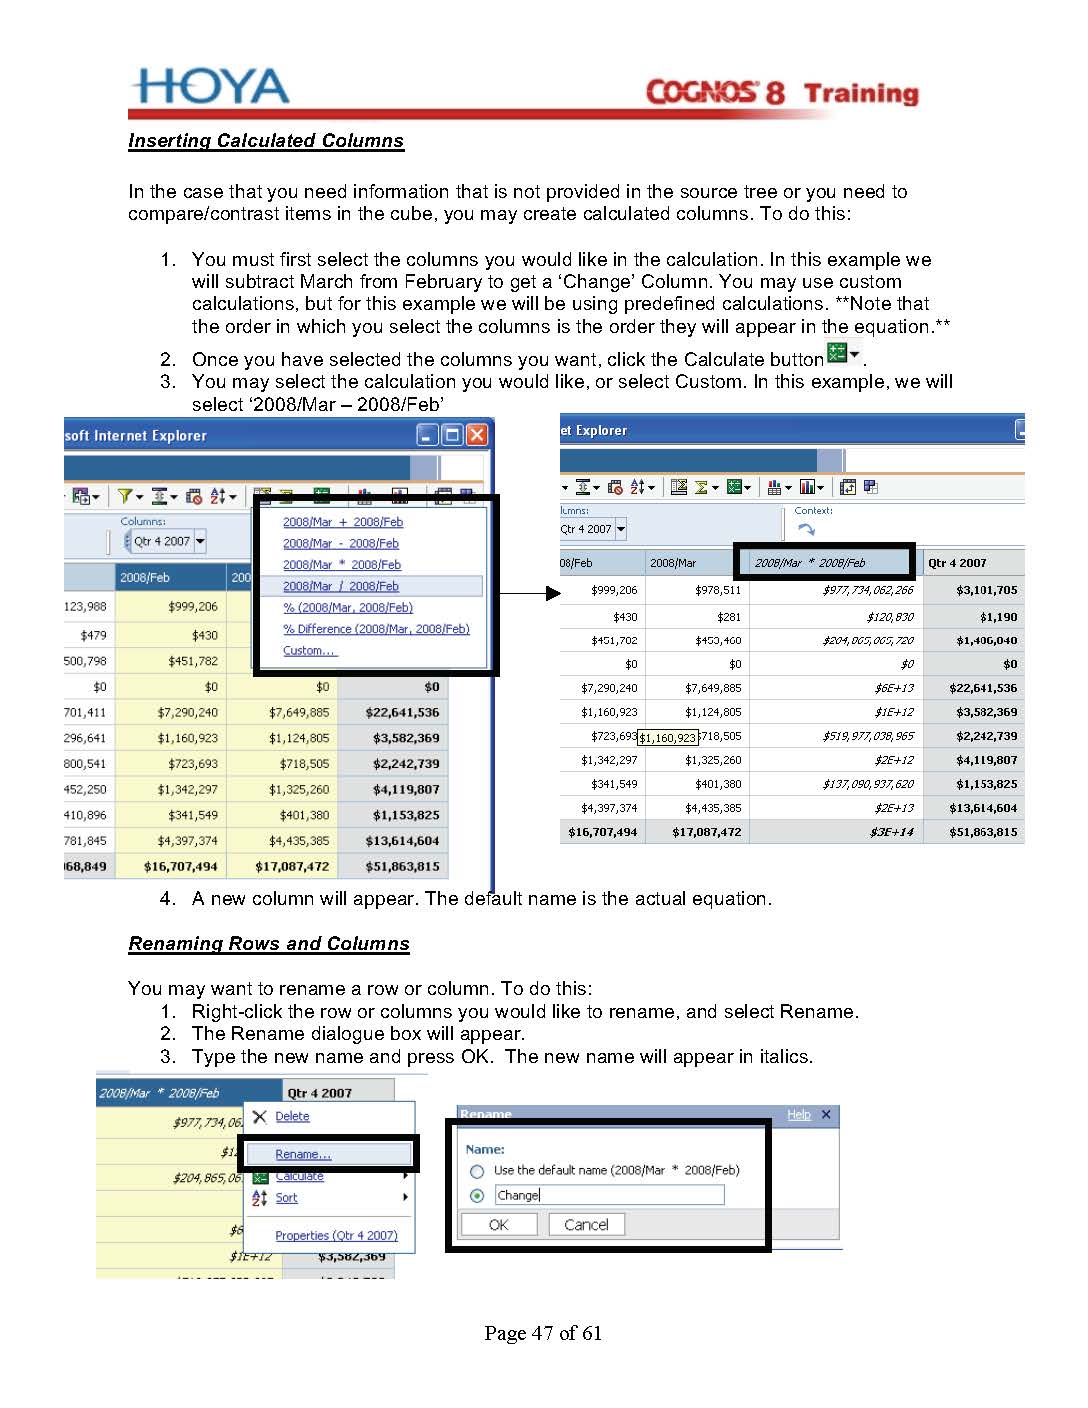 HOYA
COGNOS 8 Training
Inserting Calculated Columns
In the case that you need information that is not provided in the source tree or you need to
compare/contrast items in the cube, you may create calculated columns. To do this:
1. You must first select the columns you would like in the calculation. In this example we
will subtract March from February to get a ‘Change’ Column. You may use custom
calculations, but for this example we will be using predefined calculations. **Note that
the order in which you select the columns is the order they will appear in the equation.**
2. Once you have selected the columns you want, click the Calculate button.
3. You may select the calculation you would like, or select Custom. In this example, we will
select ‘2008/Mar – 2008/Feb’
soft Internet Explorer
Columns:
Qtr 4 2007
2008/Feb 200
2008/Mar + 2008/Feb
2008/Mar - 2008/Feb
2008/Mar * 2008/Feb
2008/Mar / 2008/Feb
% (2008/Mar, 2008/Feb)
% Difference (2008/Mar, 2008/Feb)
Custom...
123,988 $999,206
$479 $430
500,798 $451,782
$0 $0 $0 $0
701,411 $7,290,240 $7,649,885 $22,641,536
296,641 $1,160,923 $1,124,805 $3,582,369
800,541 $723,693 $718,505 $2,242,739
452,250 $1,342,297 $1,325,260 $4,119,807
410,896 $341,549 $401,380 $1,153,825
781,845 $4,397,374 $4,435,385 $13,614,604
68,849 $16,707,494 $17,087,472 $51,863,815
et Explorer
lumns:
Qtr 4 2007
Context:
08/Feb 2008/Mar 2008/Mar * 2008/Feb Qtr 4 2007
$999,206 $978,511 $977,734,062,266 $3,101,705
$430 $281 $120,830 $1,190
$0 $0 $0 $0
$7,290,240 $7,649,885 $6E+13 $22,641,536
$1,160,923 $1,124,805 $1E+12 $3,582,369
$723,693 $1,160,923 $718,505 $519,977,038,965 $2,242,739
$1,342,297 $1,325,260 $2E+12 $4,119,807
$341,549 $401,380 $137,090,937,620 $1,153,825
$4,397,374 $4,435,385 $2E+13 $13,614,604
$16,707,494 $17,087,472 $3E+14 $51,863,815
4. A new column will appear. The default name is the actual equation.
Renaming Rows and Columns
You may want to rename a row or column. To do this:
1. Right-click the row or columns you would like to rename, and select Rename.
2. The Rename dialogue box will appear.
3. Type the new name and press OK. The new name will appear in italics.
2008/Mar * 2008/Feb Qtr 4 2007
$977,734,06
$12
$204,865,06
$6
$1E+12 $3,582,369
Delete
Rename...
Calculate
Sort
Properties (Qtr 4 2007)
Rename Help
Name:
Use the default name (2008/Mar * 2008/Feb)
Change
OK Cancel
Page 47 of 61